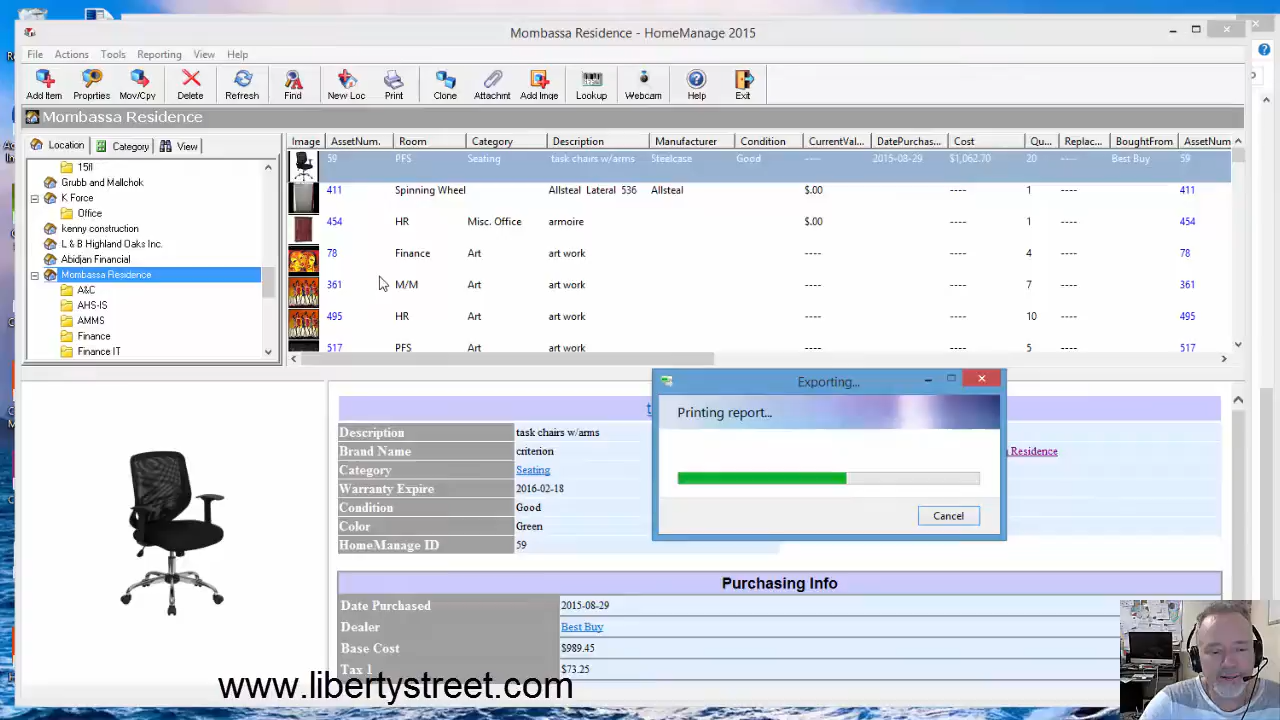 Mombassa Residence - HomeManage 2015
File Actions Tools Reporting View Help
Add Item Properties Mov/Cpy Delete Refresh Find New Loc Print Clone Attachmt Add Imge Lookup Webcam Help Exit
Mombassa Residence
Location Category View
15fl
Grubb and Mallchok
K Force
Office
kenny construction
L & B Highland Oaks Inc.
Abidjan Financial
Mombassa Residence
A&C
AHS-IS
AMMS
Finance
Finance IT
Image AssetNum. Room Category Description Manufacturer Condition CurrentVal... DatePurchas... Cost Qu... Replac... BoughtFrom AssetNum
59 PFS Seating task chairs w/arms Steelcase Good ---- 2015-08-29 $1,062.70 20 ---- Best Buy 59
411 Spinning Wheel Allsteal Lateral 536 Allsteal $.00 ---- 1 ---- 411
454 HR Misc. Office armoire $.00 ---- 1 ---- 454
78 Finance Art art work ---- ---- 4 ---- 78
361 M/M Art art work ---- ---- 7 ---- 361
495 HR Art art work ---- ---- 10 ---- 495
517 PFS Art art work ---- ---- 5 ---- 517
Exporting...
Printing report...
Cancel
Description task chairs w/arms
Brand Name criterion
Residence
Category Seating
Warranty Expire 2016-02-18
Condition Good
Color Green
HomeManage ID 59
Purchasing Info
Date Purchased 2015-08-29
Dealer Best Buy
Base Cost $989.45
Tax 1 $73.25
www.libertystreet.com